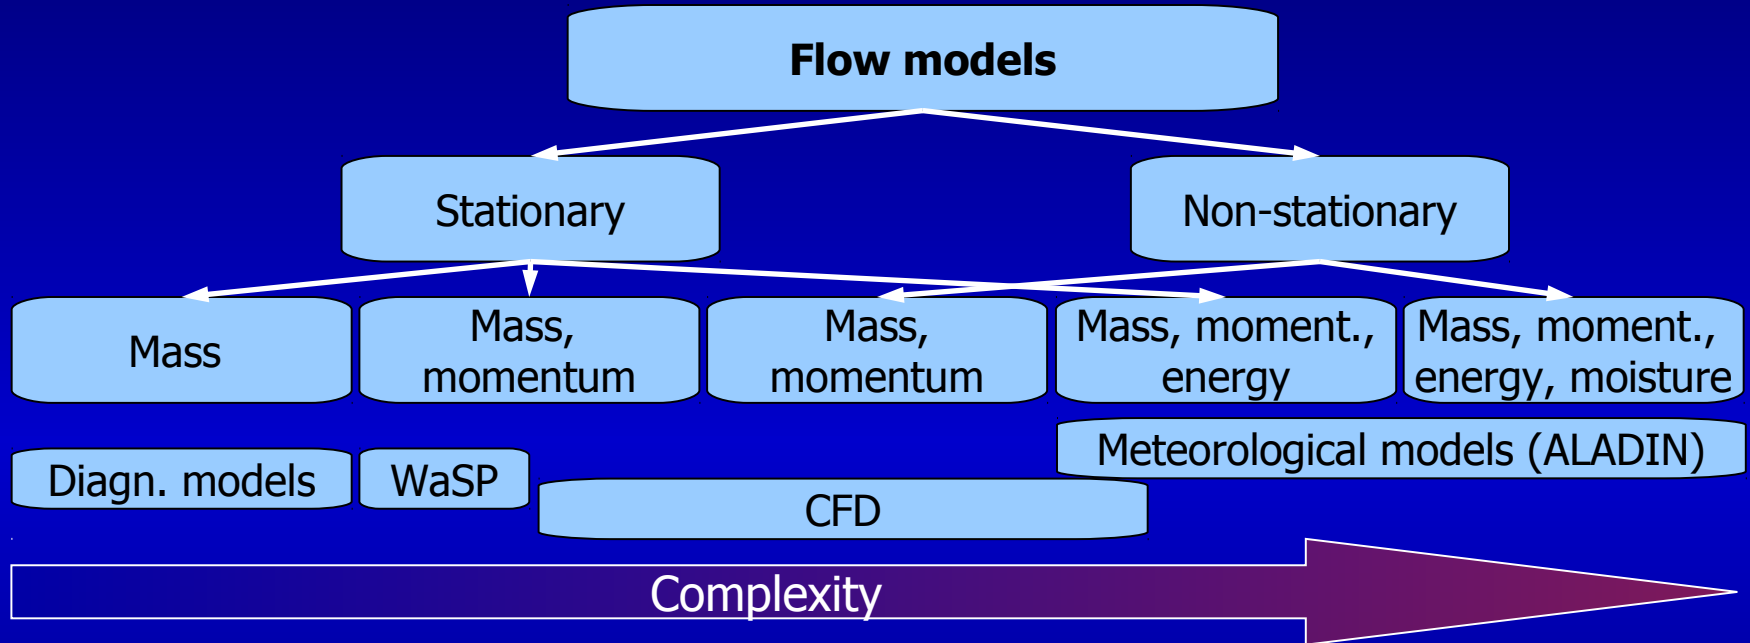 Flow models
Stationary
Non-stationary
Mass
Mass,
momentum
Mass,
momentum
Mass, moment.,
energy
Mass, moment.,
energy, moisture
Meteorological models (ALADIN)
Diagn. models
WaSP
CFD
Complexity